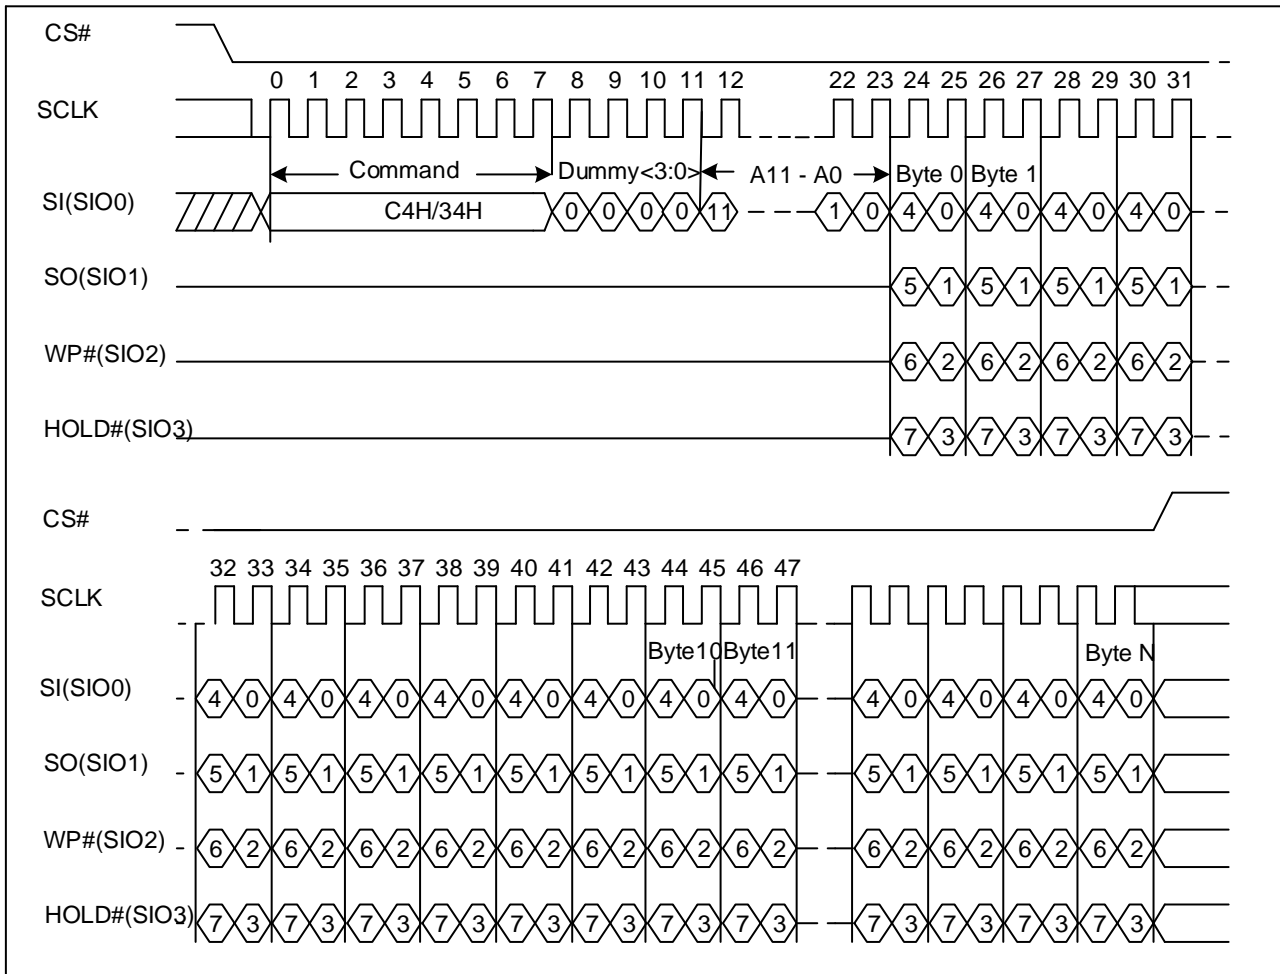 CS#
0 1 2 3 4 5 6 7 8 9 10 11 12 22 23 24 25 26 27 28 29 30 31
SCLK
Command Dummy<3:0> A11 - A0 Byte 0 Byte 1
SI(SIO0) C4H/34H 0 0 0 0 11 1 0 4 0 4 0 4 0 4 0
SO(SIO1) 5 1 5 1 5 1 5 1
WP#(SIO2) 6 2 6 2 6 2 6 2
HOLD#(SIO3) 7 3 7 3 7 3 7 3
CS#
32 33 34 35 36 37 38 39 40 41 42 43 44 45 46 47
SCLK
Byte10 Byte11 Byte N
SI(SIO0) 4 0 4 0 4 0 4 0 4 0 4 0 4 0 4 0 4 0 4 0 4 0 4 0
SO(SIO1) 5 1 5 1 5 1 5 1 5 1 5 1 5 1 5 1 5 1 5 1 5 1 5 1
WP#(SIO2) 6 2 6 2 6 2 6 2 6 2 6 2 6 2 6 2 6 2 6 2 6 2 6 2
HOLD#(SIO3) 7 3 7 3 7 3 7 3 7 3 7 3 7 3 7 3 7 3 7 3 7 3 7 3